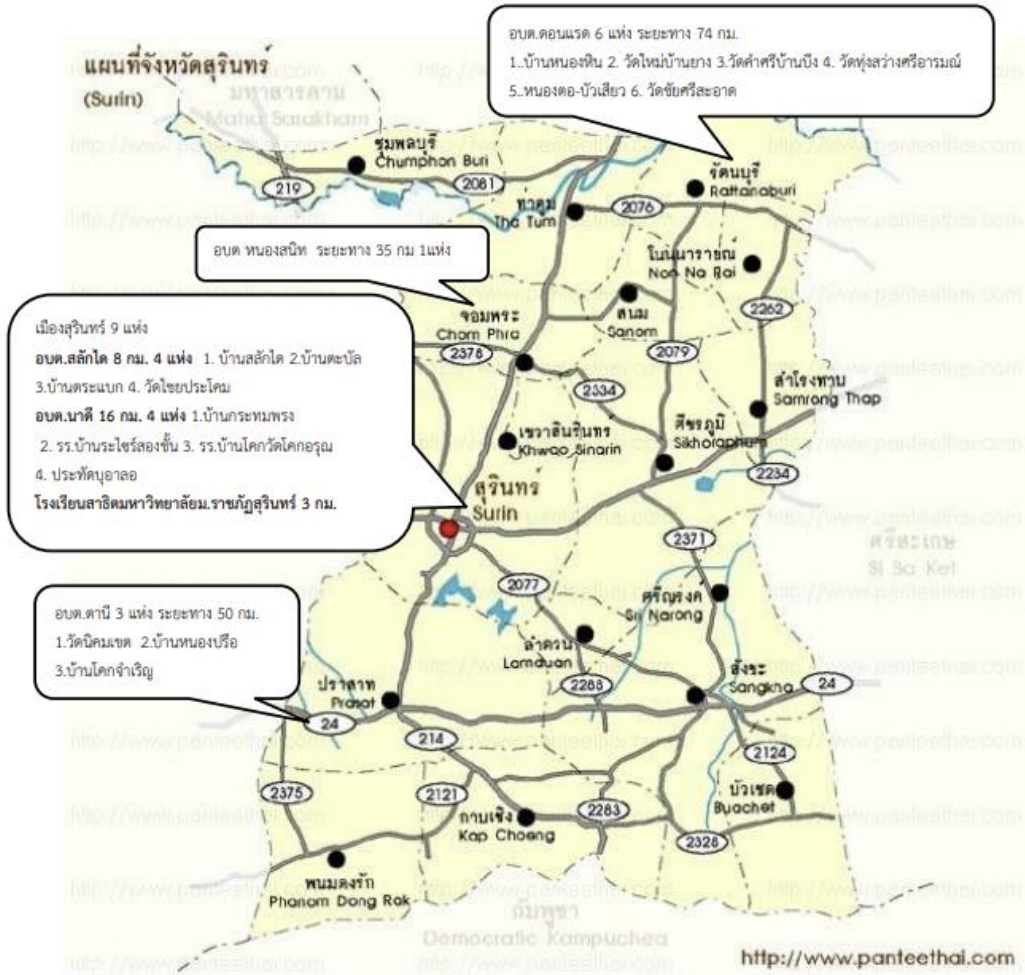 อบต.ดอนแรด 6 แห่ง ระยะทาง 74 กม.
1..บ้านหนองหิน 2. วัดใหม่บ้านยาง 3.วัดคำศรีบ้านบึง 4. วัดทุ่งสว่างศรีอารมณ์
5..หนองตอ-บัวเสียว 6. วัดชัยศรีสะอาด
แผนที่จังหวัดสุรินทร์
(Surin)
มหาสารคาม
Maha Sarakham
ชุมพลบุรี
Chumphon Buri
219
2081
รัตนบุรี
Rattanaburi
ท่าตูม
Tha Tum
2076
อบต หนองสนิท ระยะทาง 35 กม 1แห่ง
โนนนารายณ์
Non Na Rai
สนม
Sanom
2262
จอมพระ
Chom Phra
2378
2079
2334
เมืองสุรินทร์ 9 แห่ง
อบต.สลักได 8 กม. 4 แห่ง 1. บ้านสลักได 2.บ้านตะบัล
3.บ้านตระแบก 4. วัดไชยประโคม
อบต.นาดี 16 กม. 4 แห่ง 1.บ้านกระทมพรง
2. รร.บ้านระไซร์สองชั้น 3. รร.บ้านโคกวัดโคกอรุณ
4. ประทัดบุอาลอ
โรงเรียนสาธิตมหาวิทยาลัยม.ราชภัฏสุรินทร์ 3 กม.
สำโรงทาบ
Samrong Thap
เขวาสินรินทร
Khwao Sinarin
ศีขรภูมิ
Sikhoraphum
2234
สุรินทร
Surin
2371
ศรีสะเกษ
Si Sa Ket
2077
ศรีณรงค์
Sri Narong
อบต.ตานี 3 แห่ง ระยะทาง 50 กม.
1.วัดนิคมเขต 2.บ้านหนองปรือ
3.บ้านโคกจำเริญ
ลำดวน
Lamduan
2288
ปราสาท
Prasat
สังขะ
Sangkha
24
24
214
2124
2375
2121
กาบเชิง
Kap Choeng
2283
บัวเชด
Buachet
2328
พนมดงรัก
Phanom Dong Rak
กัมพูชา
Democratic Kampuchea
http://www.panteethai.com